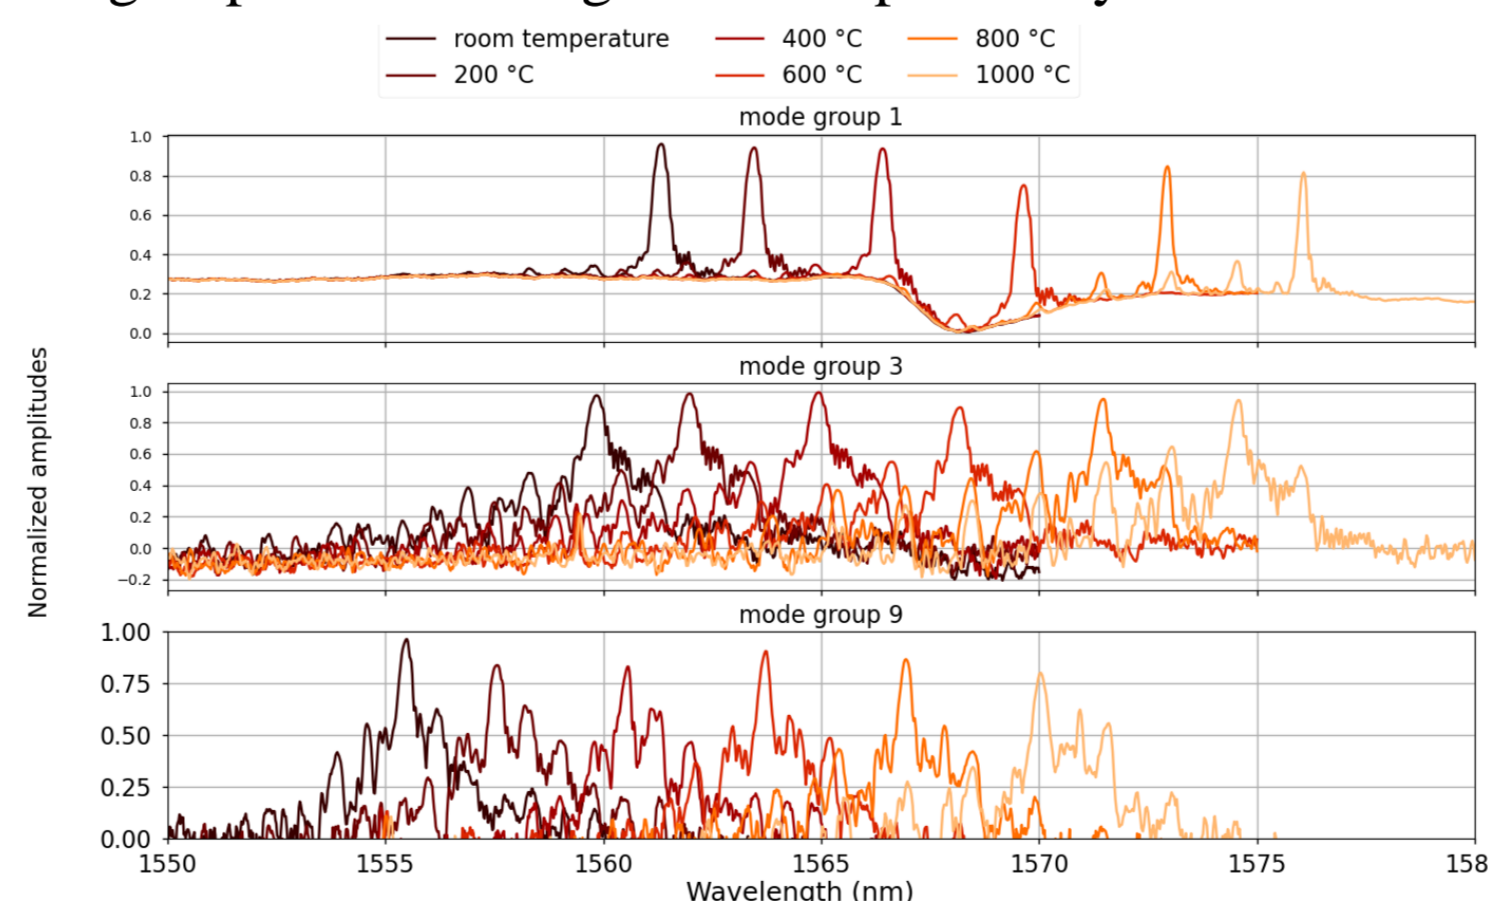 room temperature 400 °C 800 °C
200 °C 600 °C 1000 °C
mode group 1
1.0
0.8
0.6
0.4
0.2
0.0
mode group 3
1.0
0.8
0.6
0.4
0.2
0.0
−0.2
Normalized amplitudes
mode group 9
1.00
0.75
0.50
0.25
0.00
1550 1555 1560 1565 1570 1575 158
Wavelength (nm)